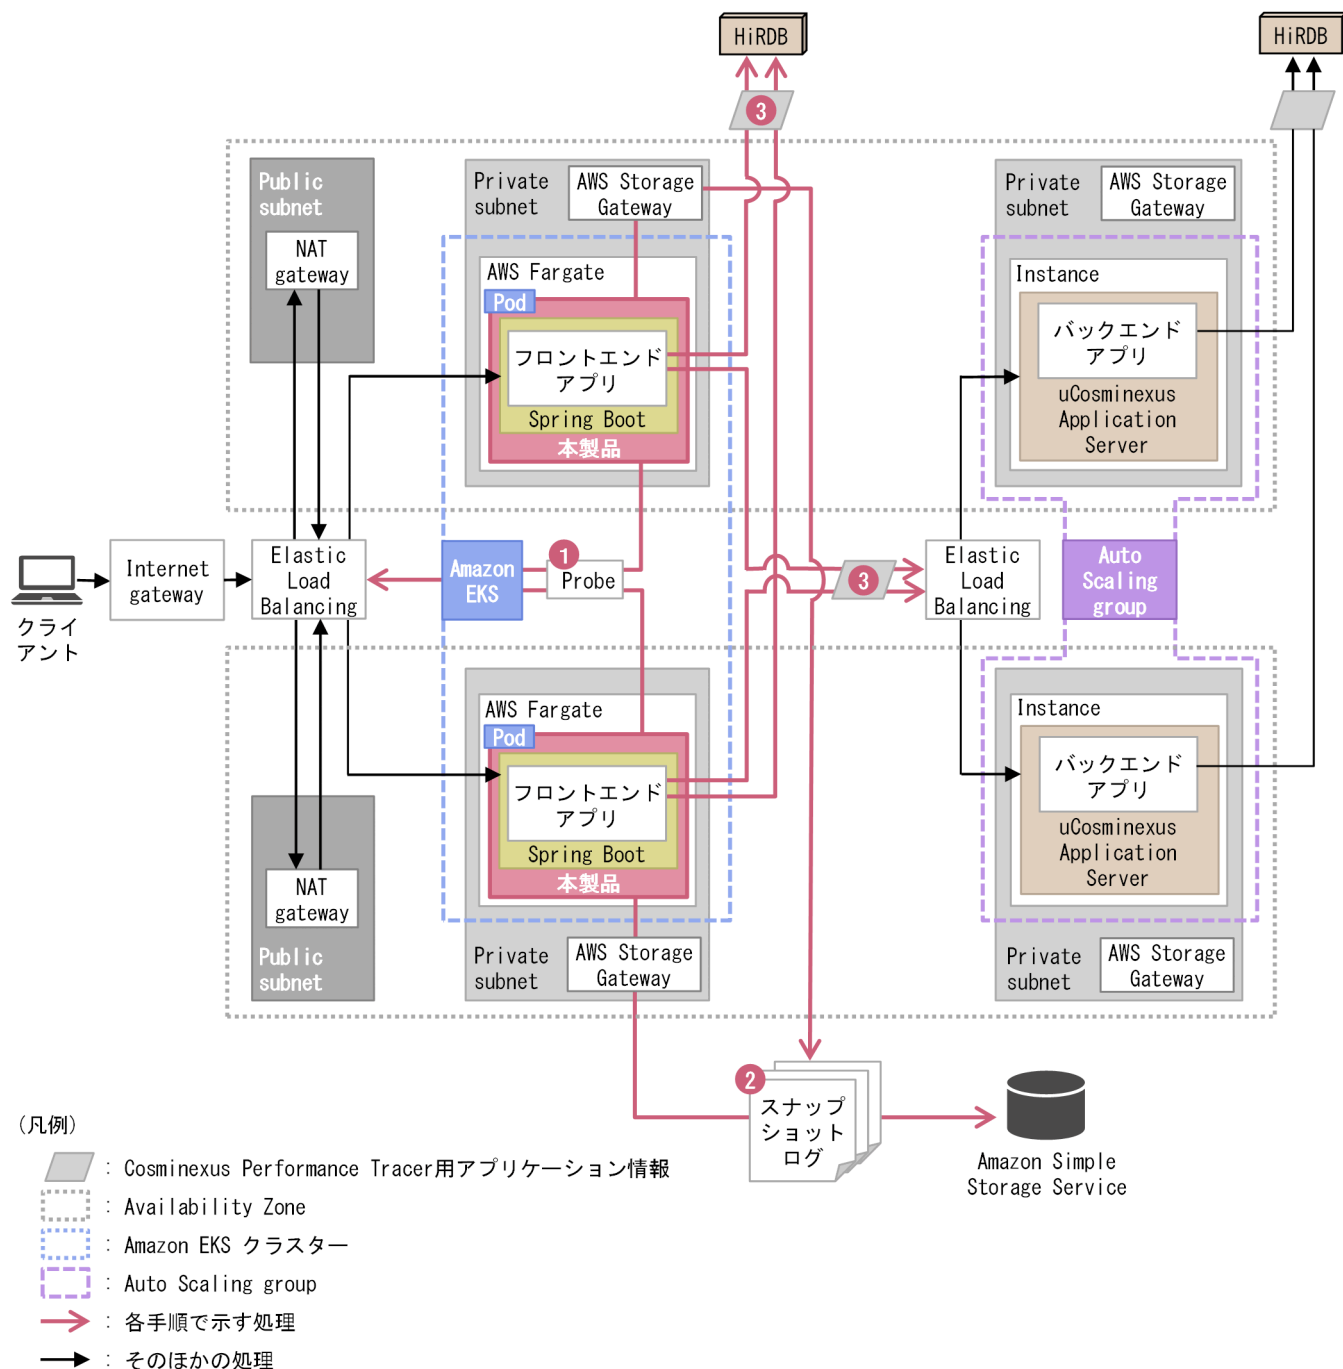 HiRDB
HiRDB
3
Public
subnet
NAT
gateway
Private
subnet
AWS Storage
Gateway
AWS Fargate
Pod
フロントエンド
アプリ
Spring Boot
本製品
Private
subnet
AWS Storage
Gateway
Instance
バックエンド
アプリ
uCosminexus
Application
Server
クライ
アント
Internet
gateway
Elastic
Load
Balancing
Amazon
EKS
1
Probe
3
Elastic
Load
Balancing
Auto
Scaling
group
NAT
gateway
Public
subnet
AWS Fargate
Pod
フロントエンド
アプリ
Spring Boot
本製品
Private
subnet
AWS Storage
Gateway
Instance
バックエンド
アプリ
uCosminexus
Application
Server
Private
subnet
AWS Storage
Gateway
2
スナップ
ショット
ログ
Amazon Simple
Storage Service
(凡例)
: Cosminexus Performance Tracer用アプリケーション情報
: Availability Zone
: Amazon EKS クラスター
: Auto Scaling group
: 各手順で示す処理
: そのほかの処理